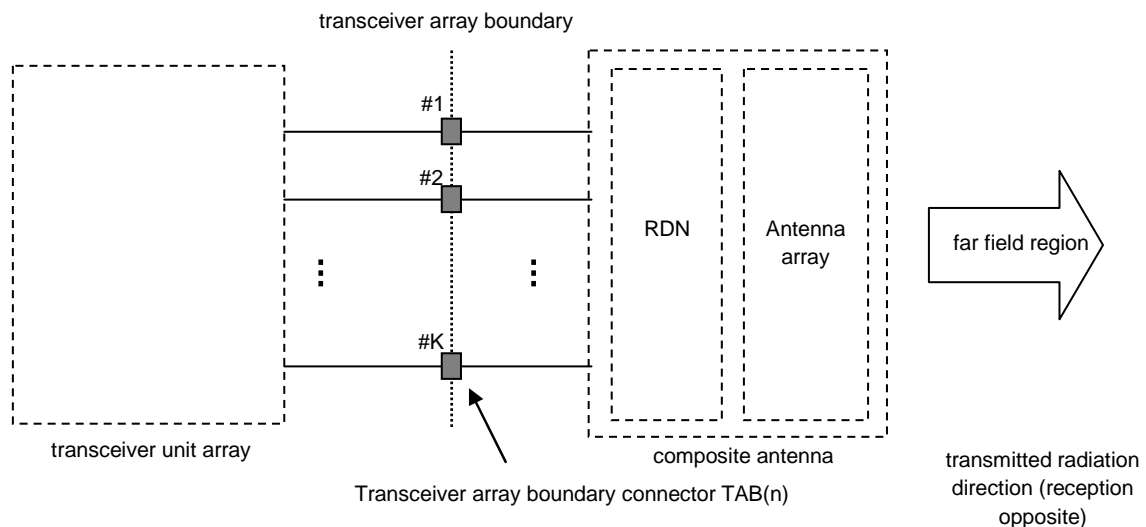 transceiver array boundary
#1
#2
#K
RDN
Antenna
array
far field region
transceiver unit array
composite antenna
Transceiver array boundary connector TAB(n)
transmitted radiation
direction (reception
opposite)